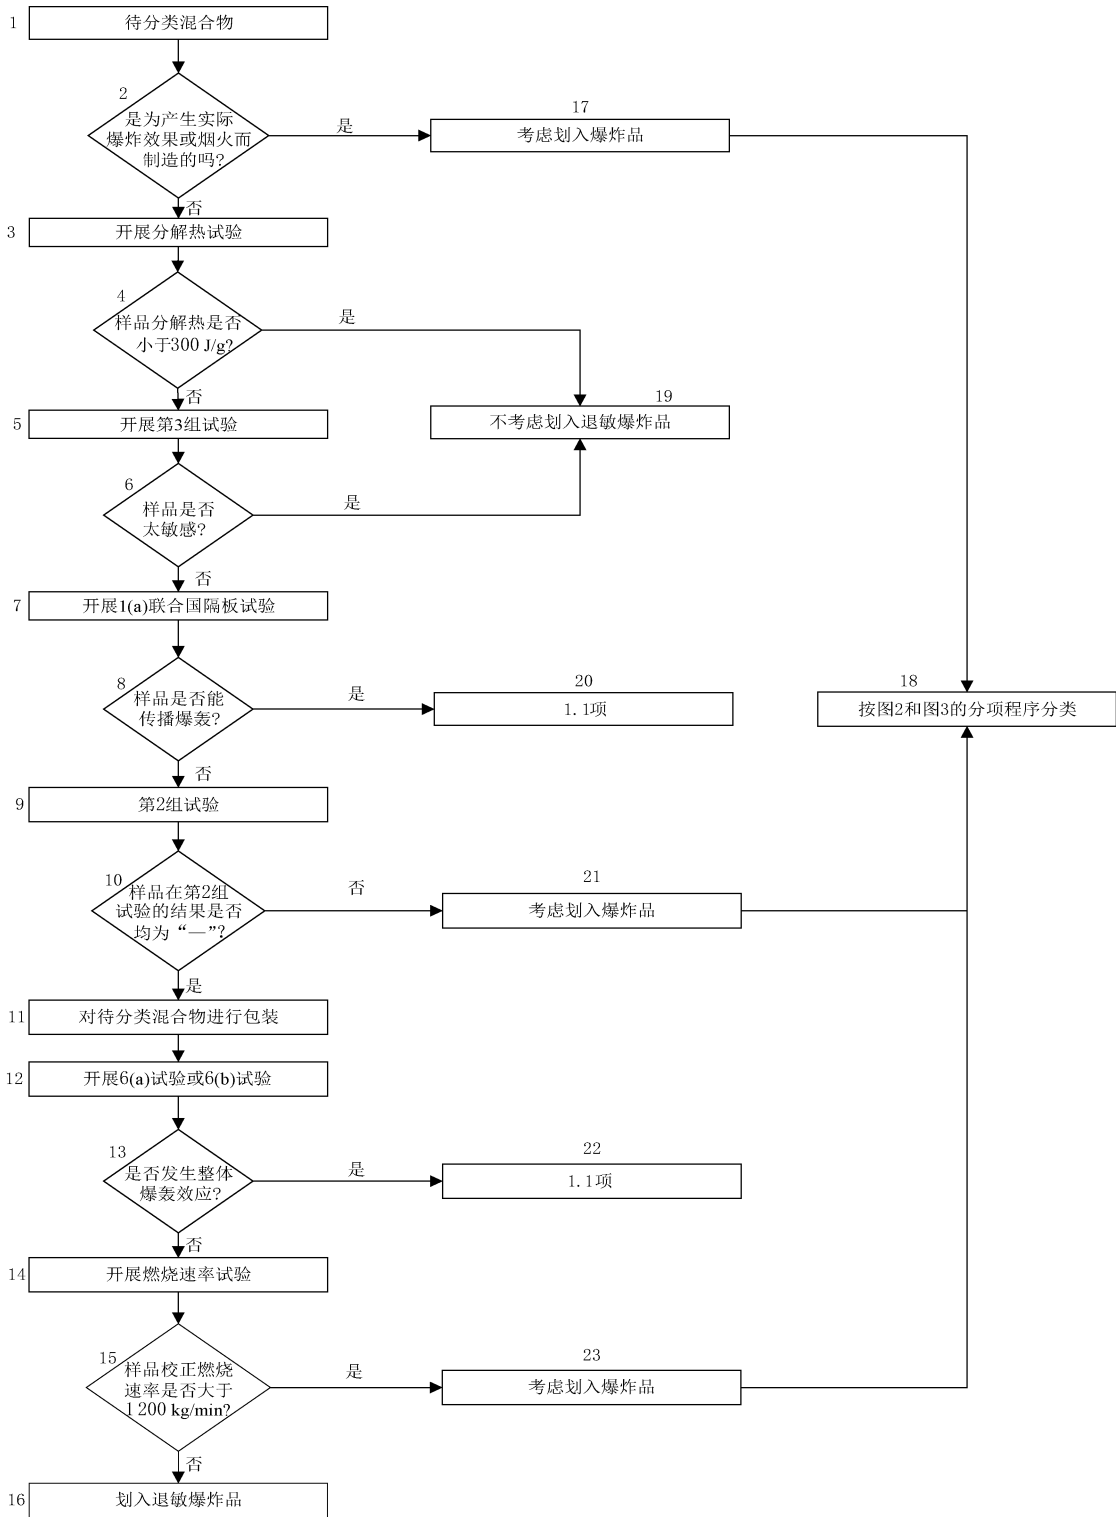 1
待分类混合物
2
是为产生实际
爆炸效果或烟火而
制造的吗?
是
17
考虑划入爆炸品
否
3
开展分解热试验
4
样品分解热是否
小于300 J/g?
是
19
不考虑划入退敏爆炸品
否
5
开展第3组试验
6
样品是否
太敏感?
是
否
7
开展1(a)联合国隔板试验
8
样品是否能
传播爆轰?
是
20
1.1项
18
按图2和图3的分项程序分类
否
9
第2组试验
10
样品在第2组
试验的结果是否
均为“—”?
否
21
考虑划入爆炸品
是
11
对待分类混合物进行包装
12
开展6(a)试验或6(b)试验
13
是否发生整体
爆轰效应?
是
22
1.1项
否
14
开展燃烧速率试验
15
样品校正燃烧
速率是否大于
1 200 kg/min?
是
23
考虑划入爆炸品
否
16
划入退敏爆炸品